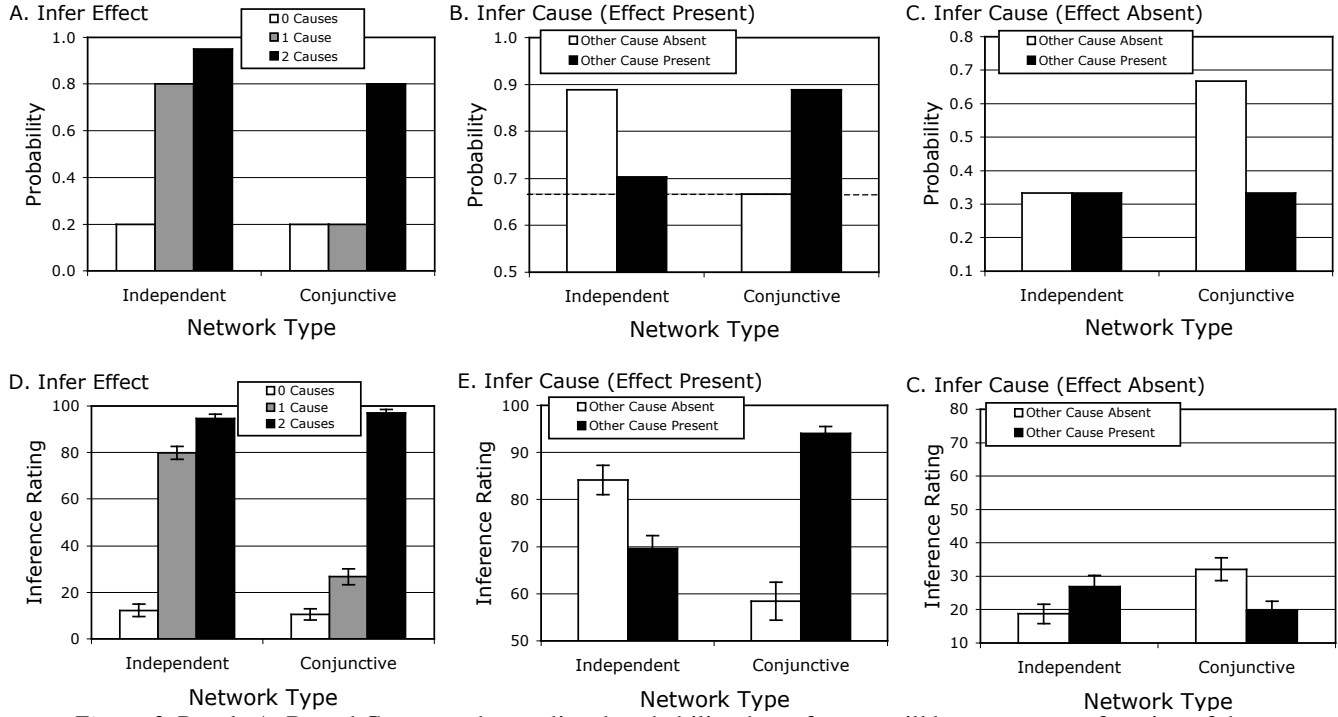 A. Infer Effect
0 Causes
1 Cause
2 Causes
Probability
1.0
0.8
0.6
0.4
0.2
0.0
Independent
Conjunctive
Network Type
B. Infer Cause (Effect Present)
Other Cause Absent
Other Cause Present
Probability
1.0
0.9
0.8
0.7
0.6
0.5
Independent
Conjunctive
Network Type
C. Infer Cause (Effect Absent)
Other Cause Absent
Other Cause Present
Probability
0.8
0.7
0.6
0.5
0.4
0.3
0.2
0.1
Independent
Conjunctive
Network Type
D. Infer Effect
0 Causes
1 Cause
2 Causes
Inference Rating
100
80
60
40
20
0
Independent
Conjunctive
Network Type
E. Infer Cause (Effect Present)
Other Cause Absent
Other Cause Present
Inference Rating
100
90
80
70
60
50
Independent
Conjunctive
Network Type
C. Infer Cause (Effect Absent)
Other Cause Absent
Other Cause Present
Inference Rating
80
70
60
50
40
30
20
10
Independent
Conjunctive
Network Type